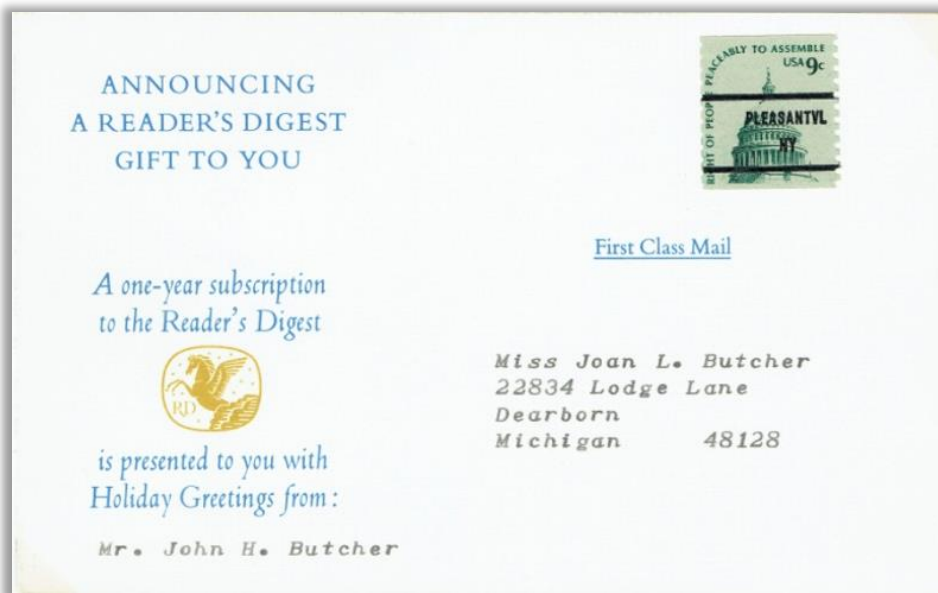 ANNOUNCING
A READER'S DIGEST
GIFT TO YOU
RIGHT OF PEOPLE PEACEABLY TO ASSEMBLE
USA 9c
PLEASANTVL
NY
First Class Mail
A one-year subscription
to the Reader's Digest
RD
is presented to you with
Holiday Greetings from:
Mr. John H. Butcher
Miss Joan L. Butcher
22834 Lodge Lane
Dearborn
Michigan 48128